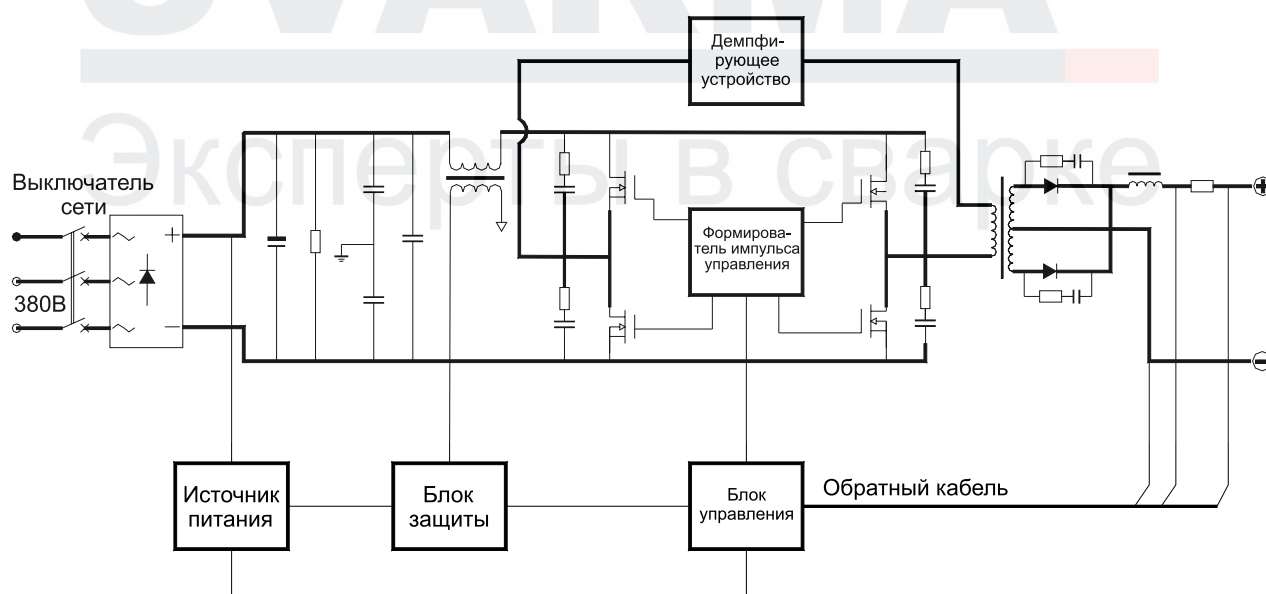 SVARMA
Эксперты в сварке
Демпфи-
рующее
устройство
Выключатель
сети
380В
Формирова-
тель импульса
управления
Источник
питания
Блок
защиты
Блок
управления
Обратный кабель